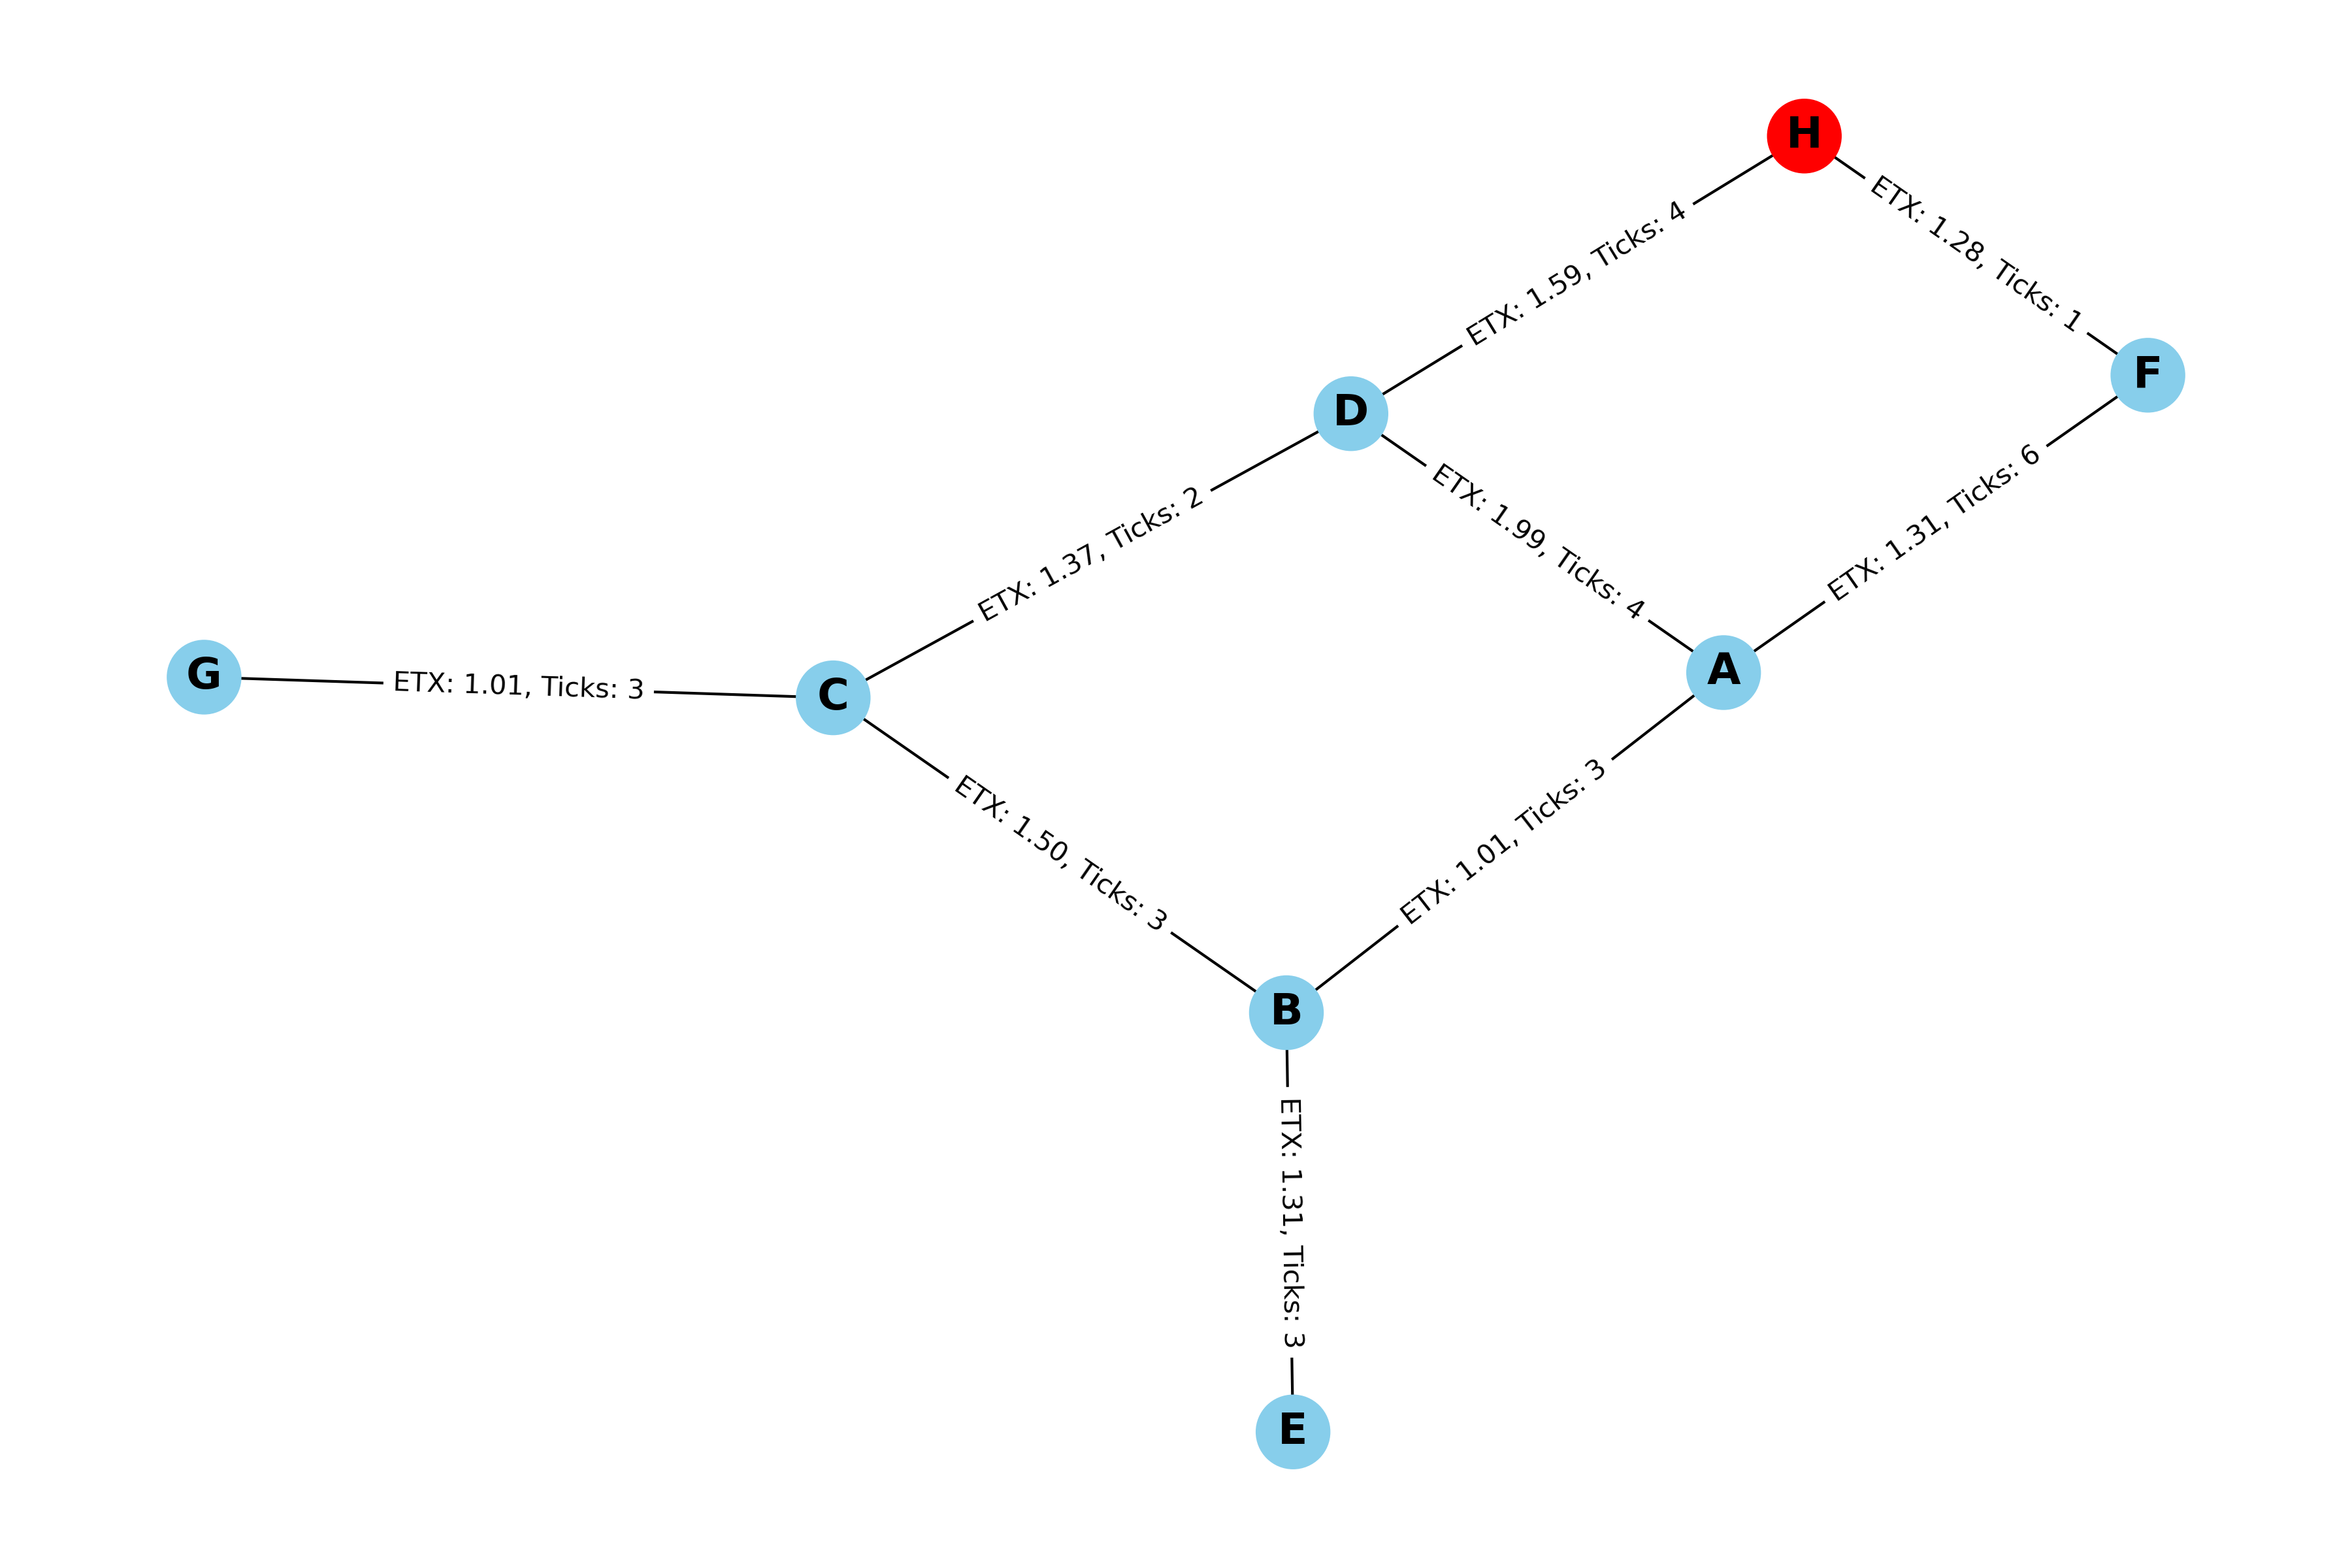 H
ETX: 1.59, Ticks: 4
ETX: 1.28, Ticks: 1
F
D
ETX: 1.37, Ticks: 2
ETX: 1.99, Ticks: 4
ETX: 1.31, Ticks: 6
G
ETX: 1.01, Ticks: 3
C
A
ETX: 1.50, Ticks: 3
ETX: 1.01, Ticks: 3
B
ETX: 1.31, Ticks: 3
E